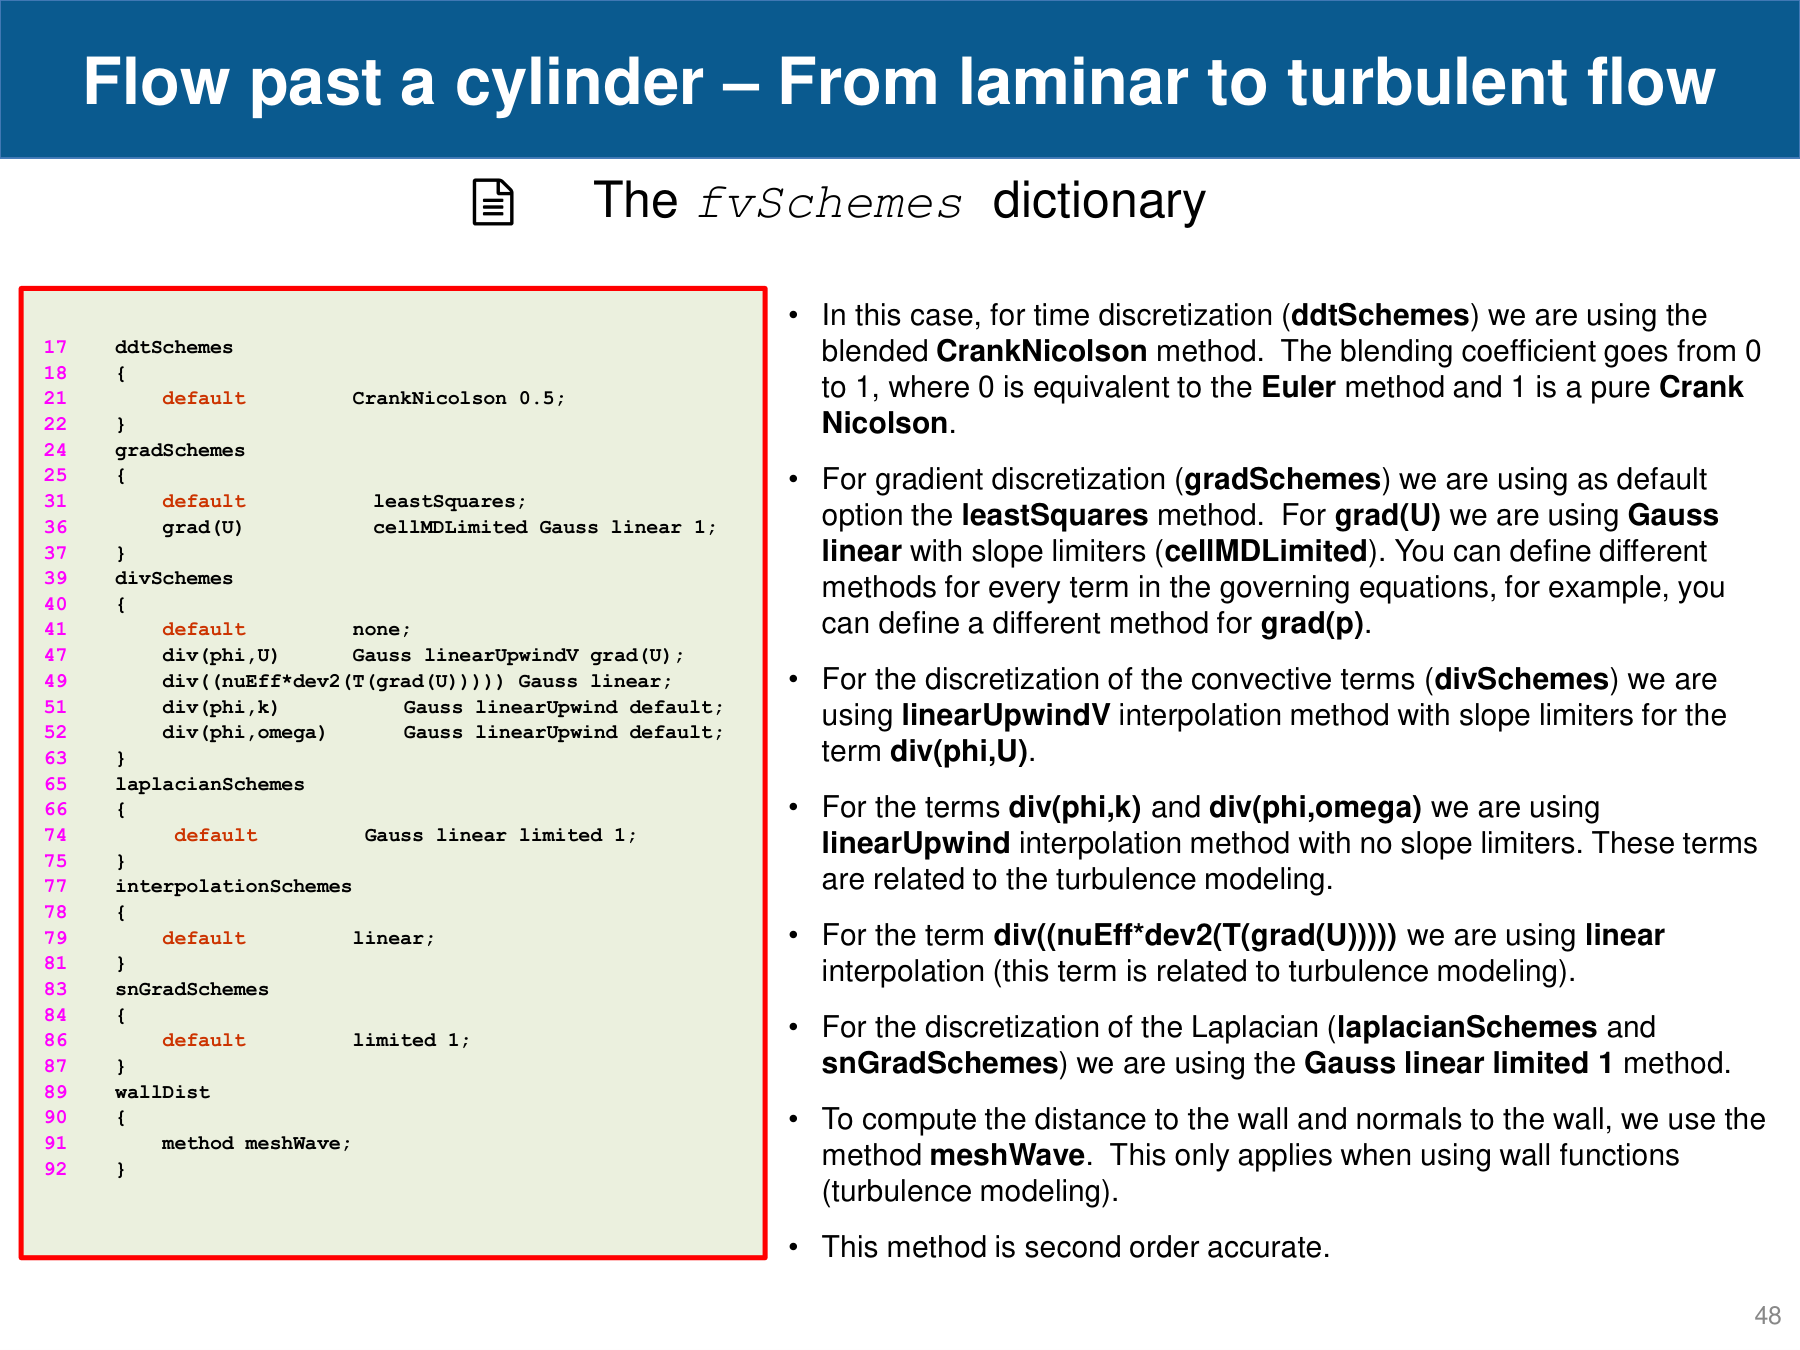 Flow past a cylinder – From laminar to turbulent flow
The fvSchemes dictionary
17 ddtSchemes
18 {
21 default CrankNicolson 0.5;
22 }
24 gradSchemes
25 {
31 default leastSquares;
36 grad(U) cellMDLimited Gauss linear 1;
37 }
39 divSchemes
40 {
41 default none;
47 div(phi,U) Gauss linearUpwindV grad(U);
49 div((nuEff*dev2(T(grad(U))))) Gauss linear;
51 div(phi,k) Gauss linearUpwind default;
52 div(phi,omega) Gauss linearUpwind default;
63 }
65 laplacianSchemes
66 {
74 default Gauss linear limited 1;
75 }
77 interpolationSchemes
78 {
79 default linear;
81 }
83 snGradSchemes
84 {
86 default limited 1;
87 }
89 wallDist
90 {
91 method meshWave;
92 }
• In this case, for time discretization (ddtSchemes) we are using the
blended CrankNicolson method. The blending coefficient goes from 0
to 1, where 0 is equivalent to the Euler method and 1 is a pure Crank
Nicolson.
• For gradient discretization (gradSchemes) we are using as default
option the leastSquares method. For grad(U) we are using Gauss
linear with slope limiters (cellMDLimited). You can define different
methods for every term in the governing equations, for example, you
can define a different method for grad(p).
• For the discretization of the convective terms (divSchemes) we are
using linearUpwindV interpolation method with slope limiters for the
term div(phi,U).
• For the terms div(phi,k) and div(phi,omega) we are using
linearUpwind interpolation method with no slope limiters. These terms
are related to the turbulence modeling.
• For the term div((nuEff*dev2(T(grad(U))))) we are using linear
interpolation (this term is related to turbulence modeling).
• For the discretization of the Laplacian (laplacianSchemes and
snGradSchemes) we are using the Gauss linear limited 1 method.
• To compute the distance to the wall and normals to the wall, we use the
method meshWave. This only applies when using wall functions
(turbulence modeling).
• This method is second order accurate.
48